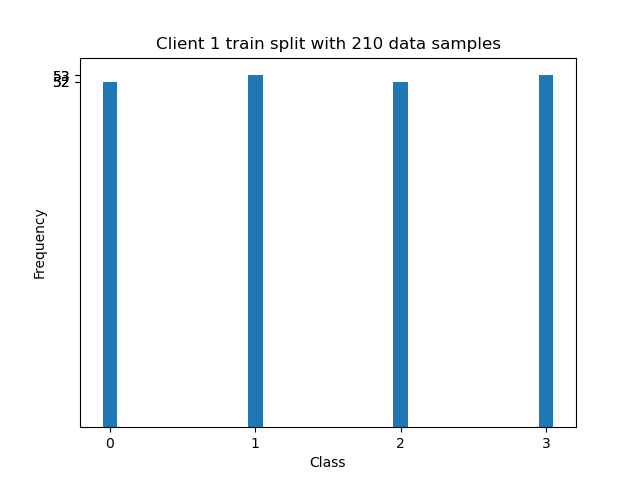 Client 1 train split with 210 data samples
53
52
Frequency
0 1 2 3
Class